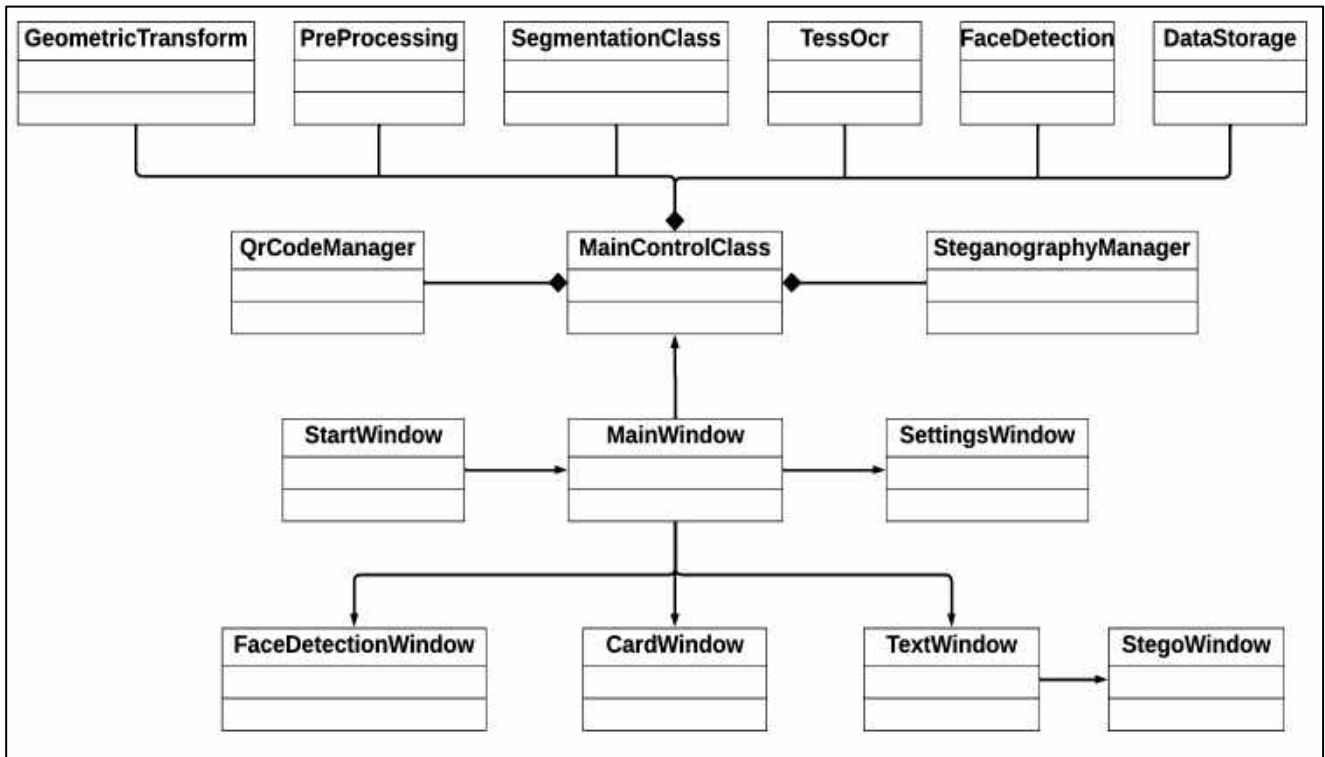 GeometricTransform
PreProcessing
SegmentationClass
TessOcr
FaceDetection
DataStorage
QrCodeManager
MainControlClass
SteganographyManager
StartWindow
MainWindow
SettingsWindow
FaceDetectionWindow
CardWindow
TextWindow
StegoWindow